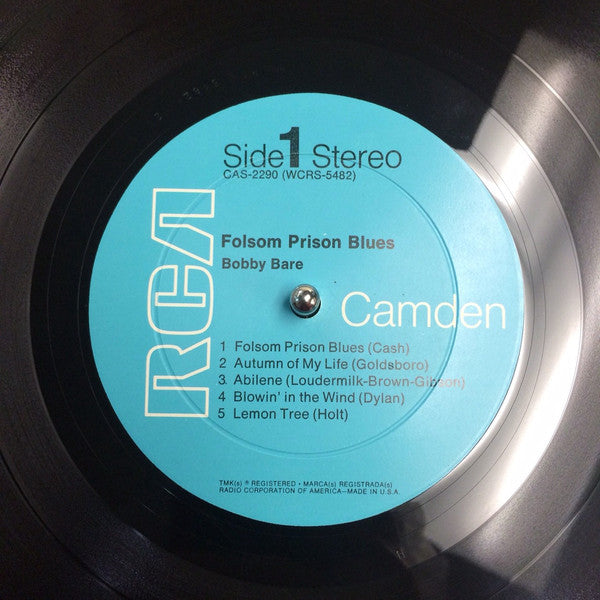 Side 1 Stereo
CAS-2290 (WCRS-5482)
RCA
Folsom Prison Blues
Bobby Bare
Camden
1 Folsom Prison Blues (Cash)
2 Autumn of My Life (Goldsboro)
3 Abilene (Loudermilk-Brown-Gibson)
4 Blowin' in the Wind (Dylan)
5 Lemon Tree (Holt)
TMK(s) ® REGISTERED • MARCA(s) REGISTRADA(s)
RADIO CORPORATION OF AMERICA—MADE IN U.S.A.